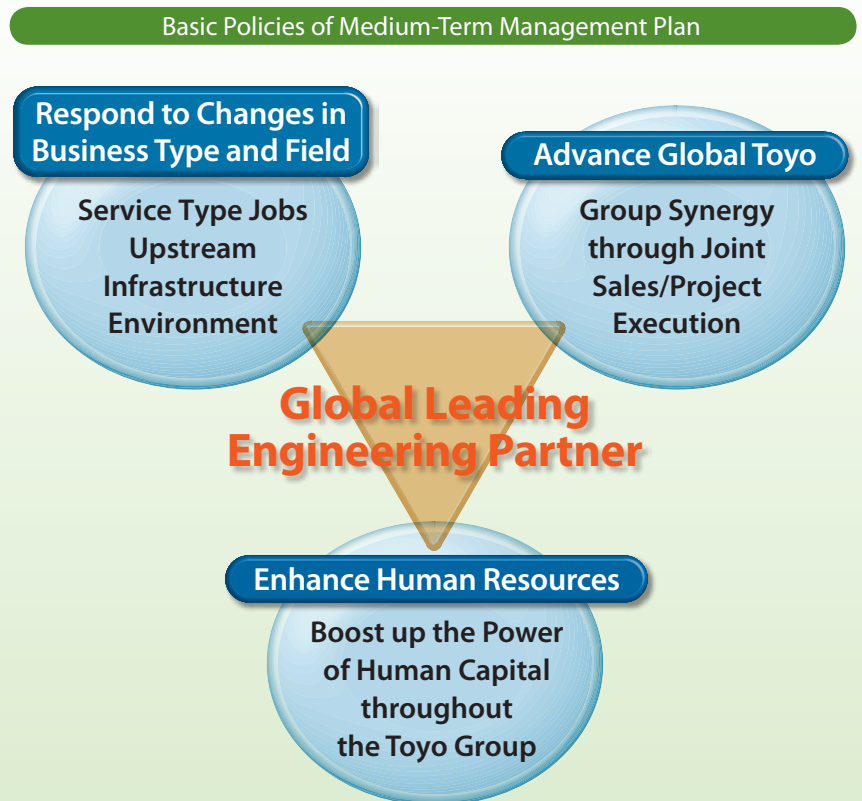 Basic Policies of Medium-Term Management Plan
Respond to Changes in
Business Type and Field
Service Type Jobs
Upstream
Infrastructure
Environment
Advance Global Toyo
Group Synergy
through Joint
Sales/Project
Execution
Global Leading
Engineering Partner
Enhance Human Resources
Boost up the Power
of Human Capital
throughout
the Toyo Group